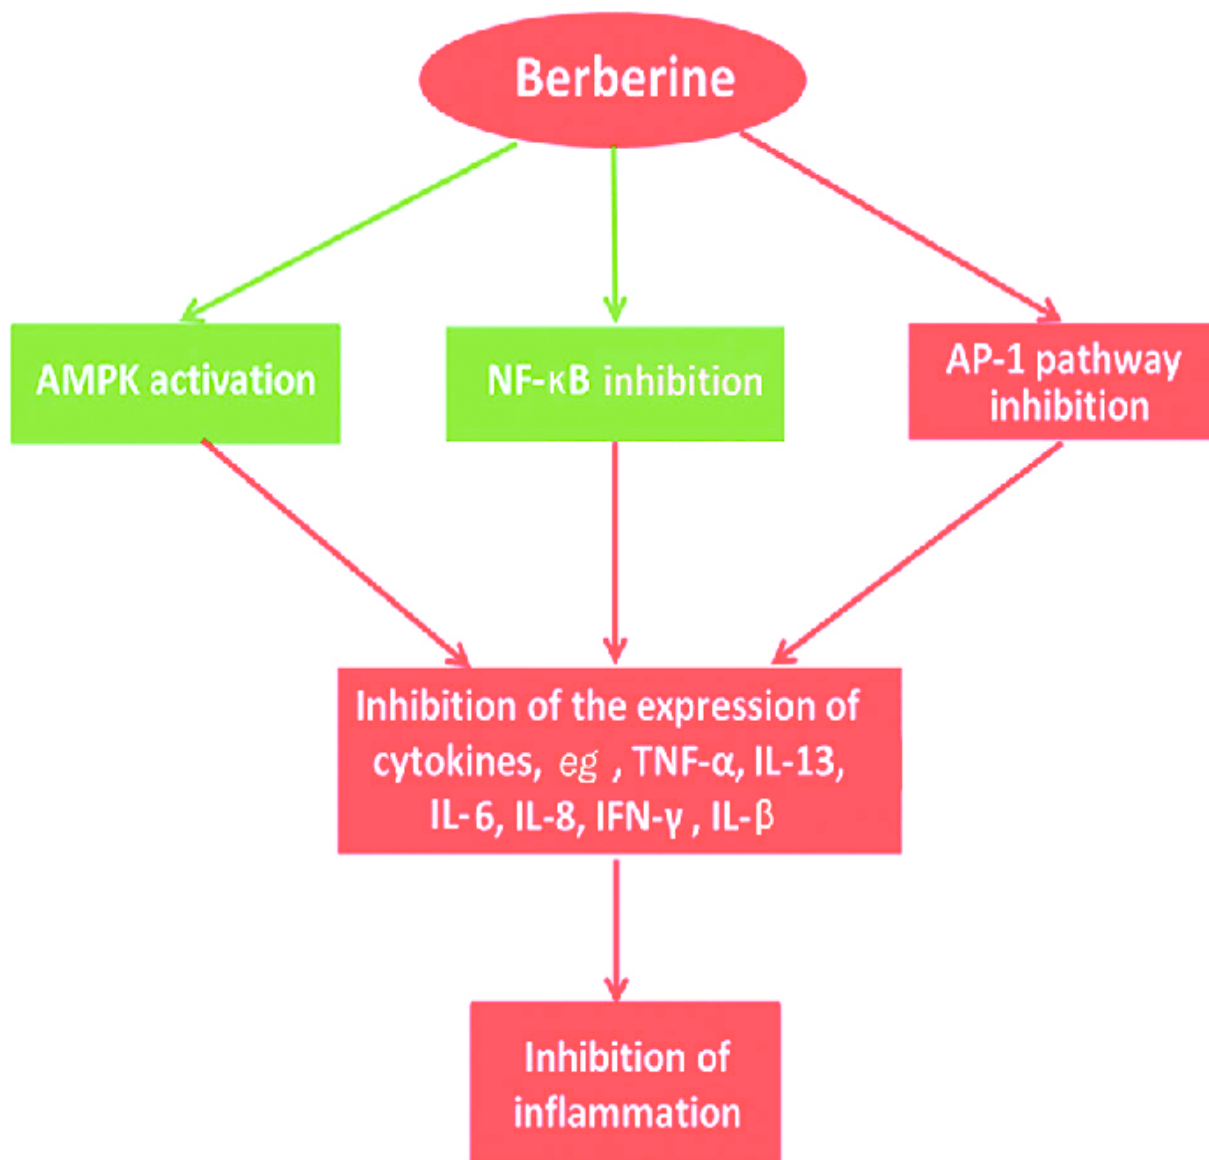 Berberine
AMPK activation
NF-κB inhibition
AP-1 pathway
inhibition
Inhibition of the expression of
cytokines, eg , TNF-α, IL-13,
IL-6, IL-8, IFN-γ , IL-β
Inhibition of
inflammation